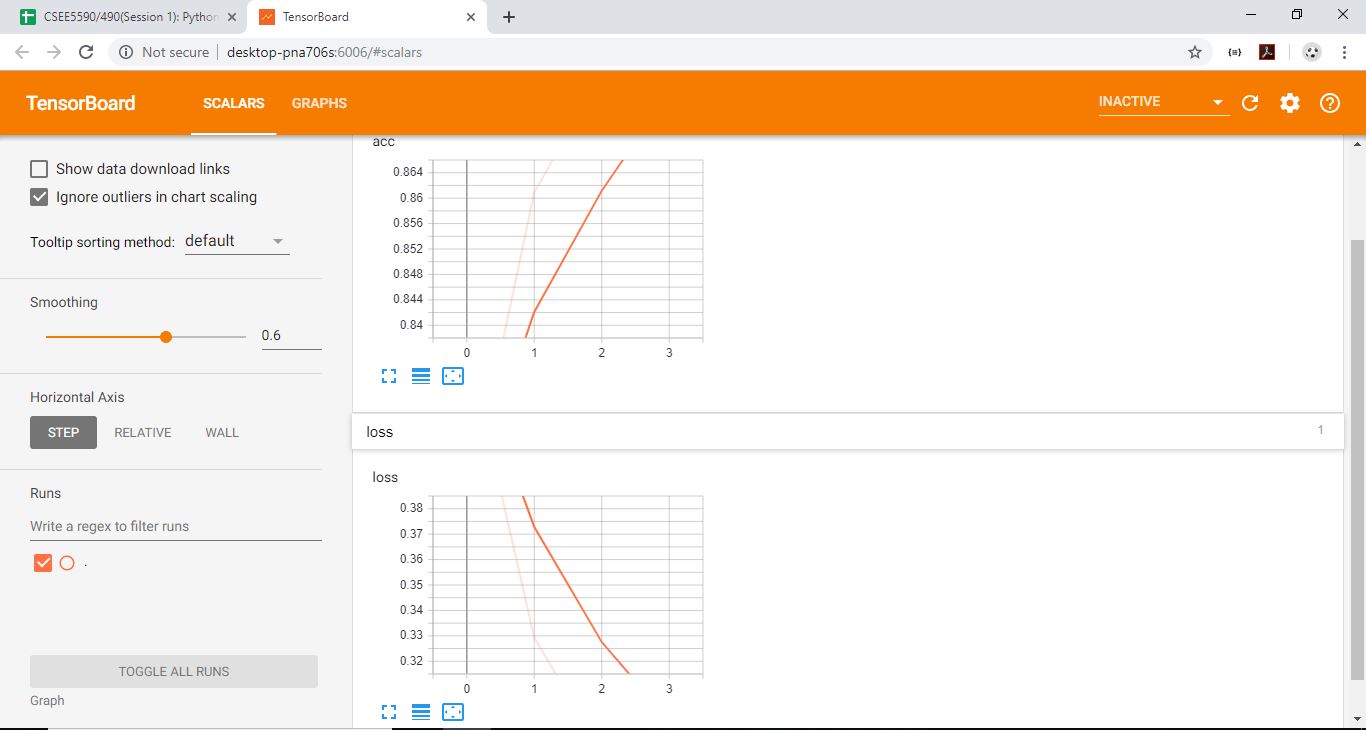 CSEE5590/490(Session 1): Python
TensorBoard
Not secure
desktop-pna706s:6006/#scalars
TensorBoard
SCALARS
GRAPHS
INACTIVE
Show data download links
Ignore outliers in chart scaling
Tooltip sorting method: default
Smoothing
0.6
Horizontal Axis
STEP
RELATIVE
WALL
Runs
Write a regex to filter runs
.
TOGGLE ALL RUNS
Graph
acc
0.864
0.86
0.856
0.852
0.848
0.844
0.84
0 1 2 3
loss
1
loss
0.38
0.37
0.36
0.35
0.34
0.33
0.32
0 1 2 3